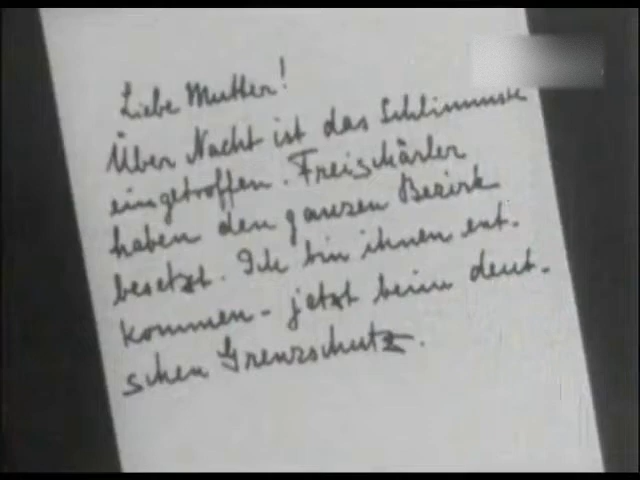 Liebe Mutter!
Über Nacht ist das Schlimmste
eingetroffen. Freischärler
haben den ganzen Bezirk
besetzt. Ich bin ihnen ent-
kommen - jetzt beim deut-
schen Grenzschutz.